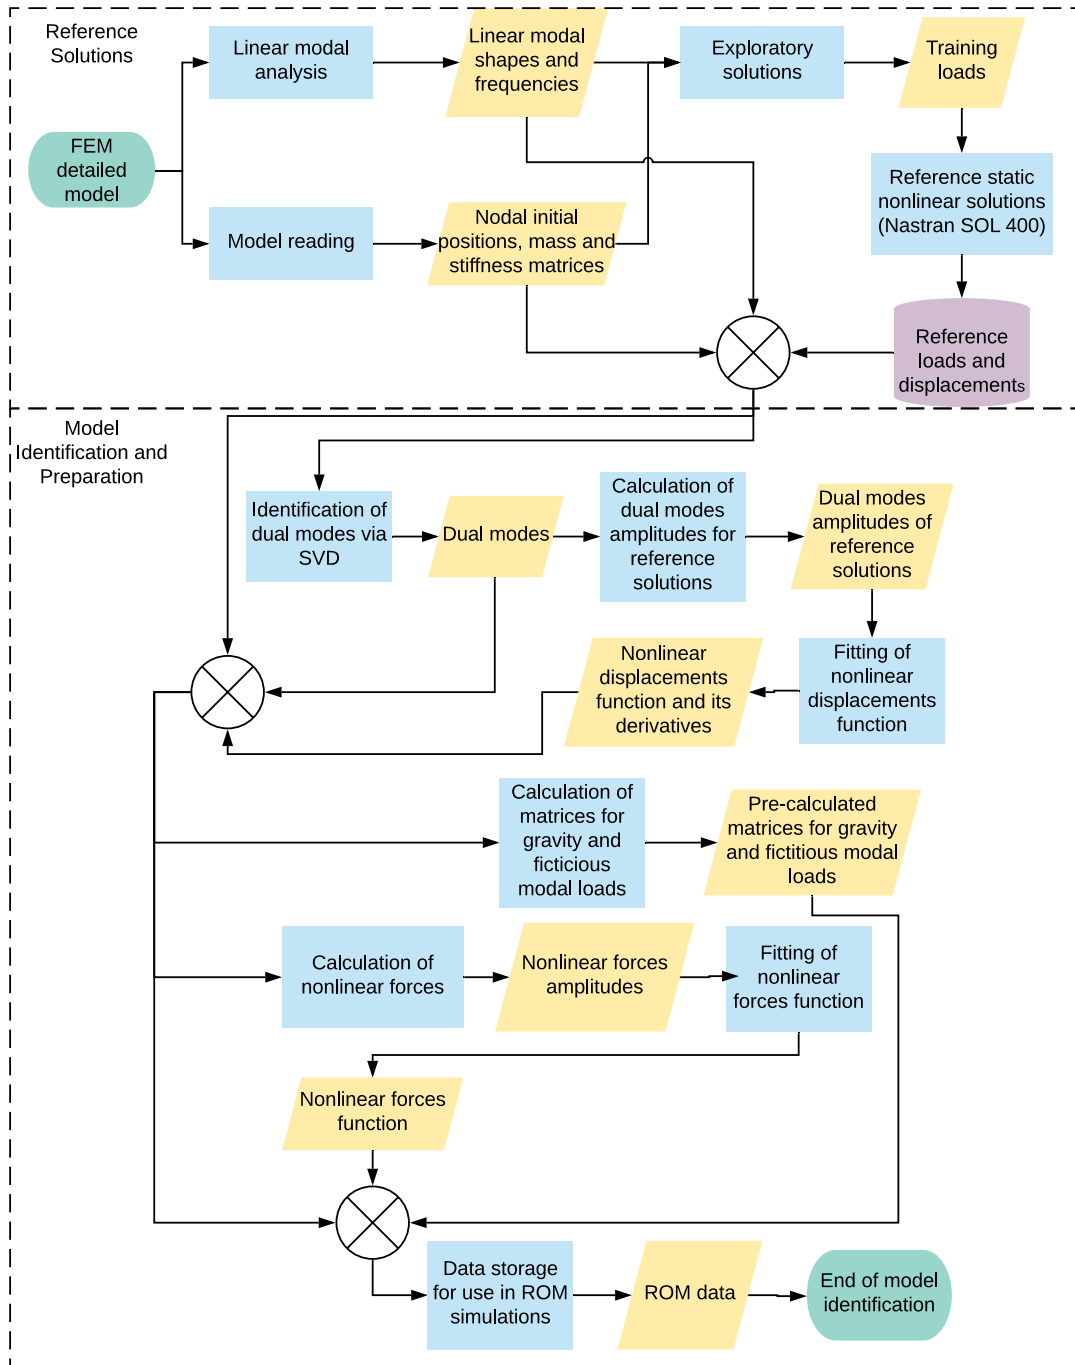 Reference
Solutions
Linear modal
analysis
Linear modal
shapes and
frequencies
Exploratory
solutions
Training
loads
FEM
detailed
model
Reference static
nonlinear solutions
(Nastran SOL 400)
Model reading
Nodal initial
positions, mass and
stiffness matrices
Reference
loads and
displacements
Model
Identification and
Preparation
Identification of
dual modes via
SVD
Dual modes
Calculation of
dual modes
amplitudes for
reference
solutions
Dual modes
amplitudes of
reference
solutions
Nonlinear
displacements
function and its
derivatives
Fitting of
nonlinear
displacements
function
Calculation of
matrices for
gravity and
ficticious
modal loads
Pre-calculated
matrices for gravity
and fictitious modal
loads
Calculation of
nonlinear forces
Nonlinear forces
amplitudes
Fitting of
nonlinear
forces function
Nonlinear forces
function
Data storage
for use in ROM
simulations
ROM data
End of model
identification